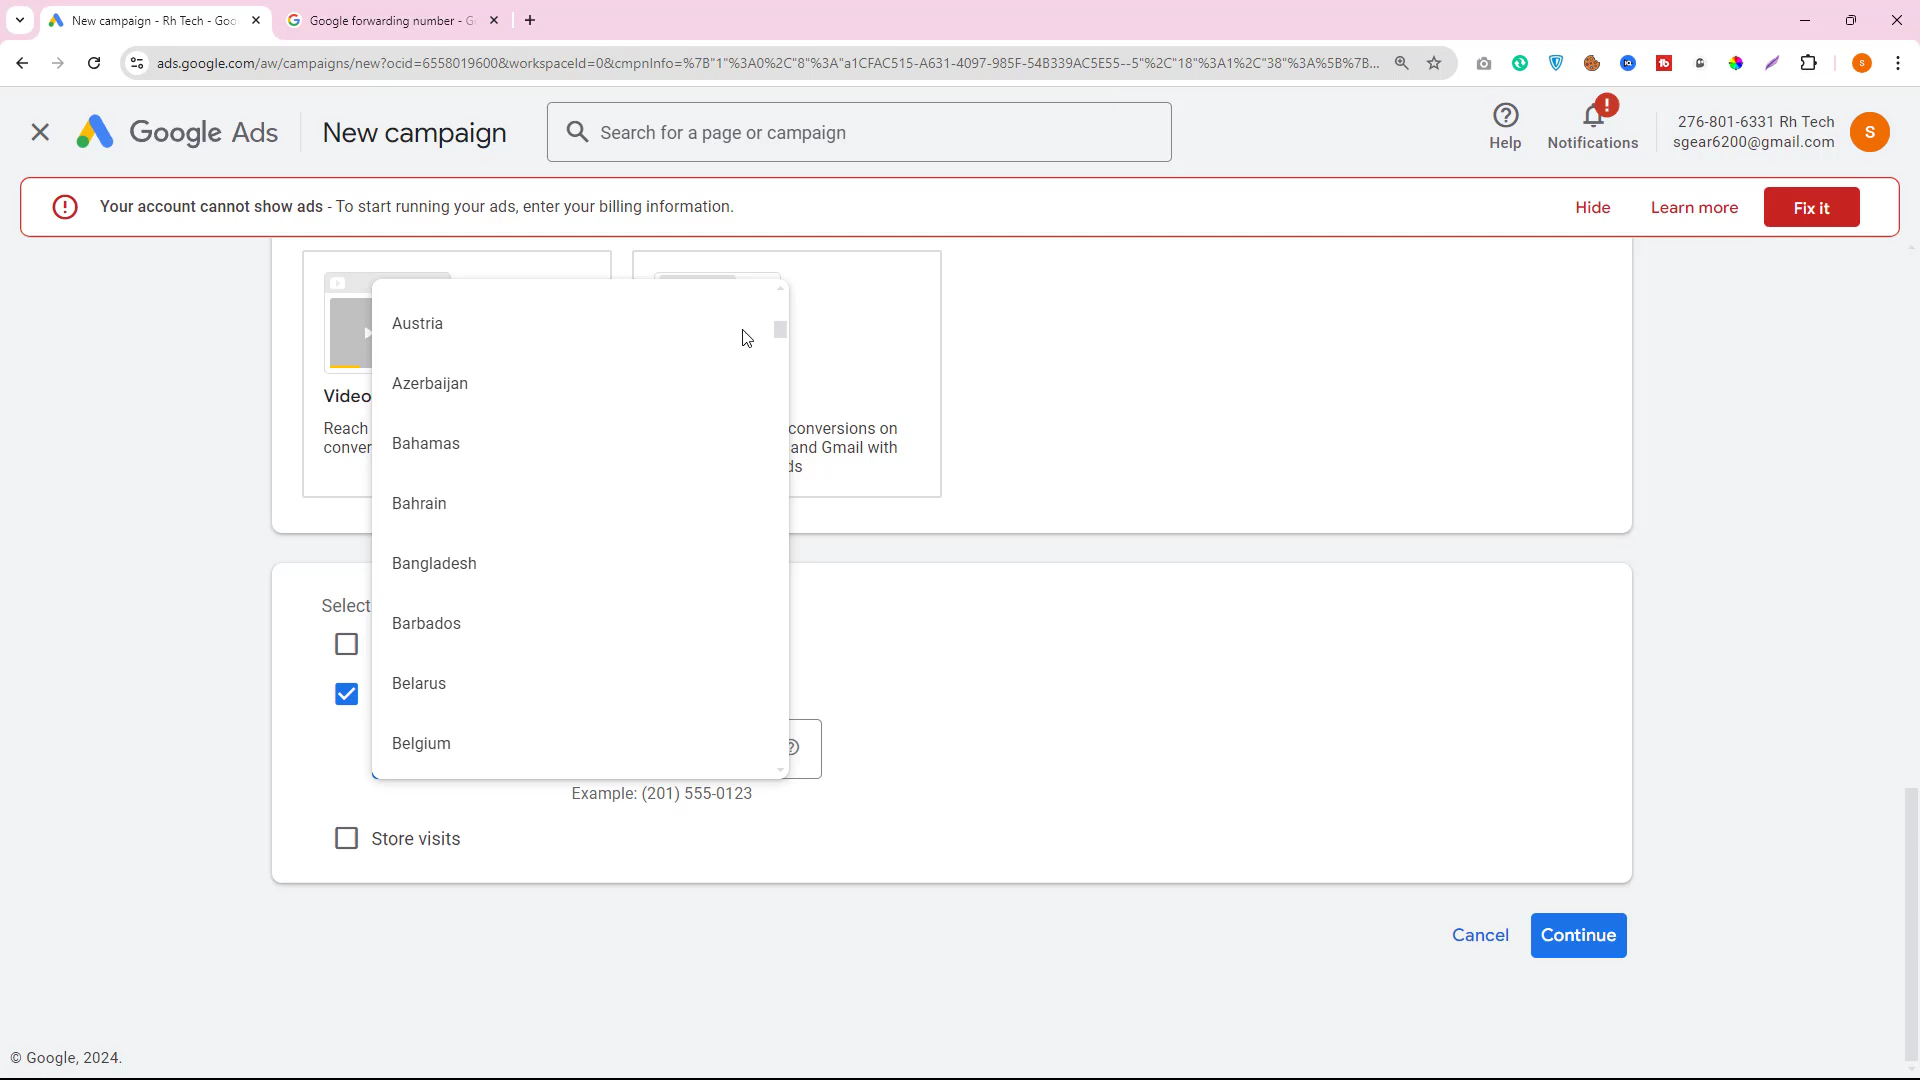 New campaign - Rh Tech - Goo
Google forwarding number - G
ads.google.com/aw/campaigns/new?ocid=6558019600&workspaceId=0&cmpnInfo=%7B"1"%3A0%2C"8"%3A"a1CFAC515-A631-4097-985F-54B339AC5E55--5"%2C"18"%3A1%2C"38"%3A%5B%7B...
Google Ads
New campaign
Search for a page or campaign
Help
Notifications
276-801-6331 Rh Tech
sgear6200@gmail.com
S
Your account cannot show ads - To start running your ads, enter your billing information.
Hide
Learn more
Fix it
Video
Reach
conver
conversions on
and Gmail with
ds
Austria
Azerbaijan
Bahamas
Bahrain
Bangladesh
Barbados
Belarus
Belgium
Select
Example: (201) 555-0123
Store visits
Cancel
Continue
© Google, 2024.